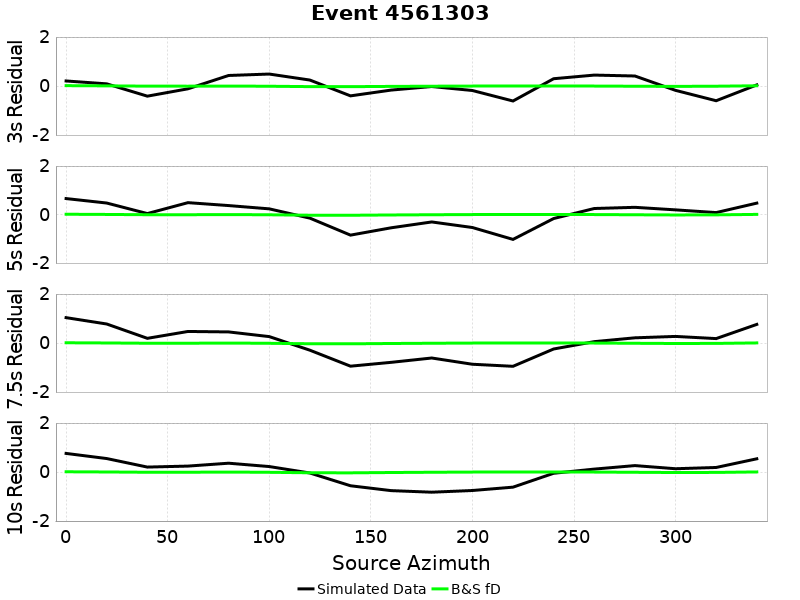 Event 4561303
3s Residual
2
0
-2
5s Residual
2
0
-2
7.5s Residual
2
0
-2
10s Residual
2
0
-2
0 50 100 150 200 250 300
Source Azimuth
Simulated Data B&S fD